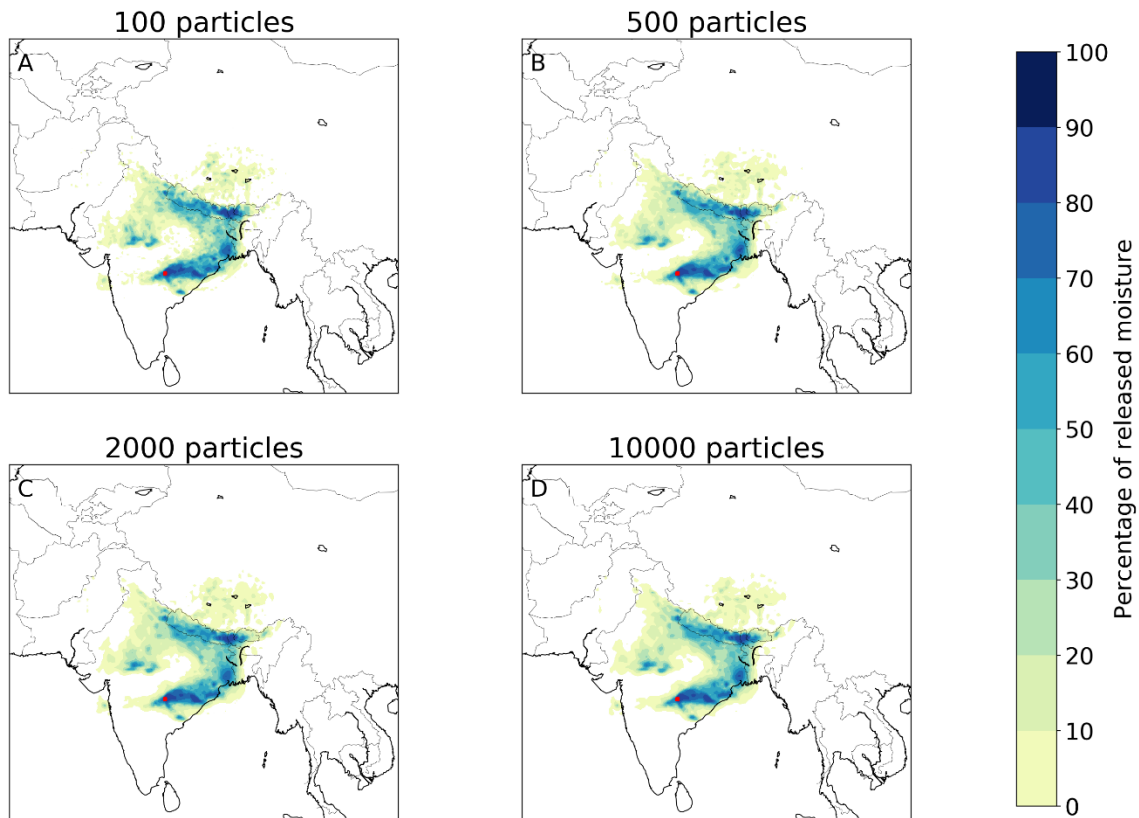 100 particles
500 particles
A
B
2000 particles
10000 particles
C
D
100
90
80
70
60
50
40
30
20
10
0
Percentage of released moisture